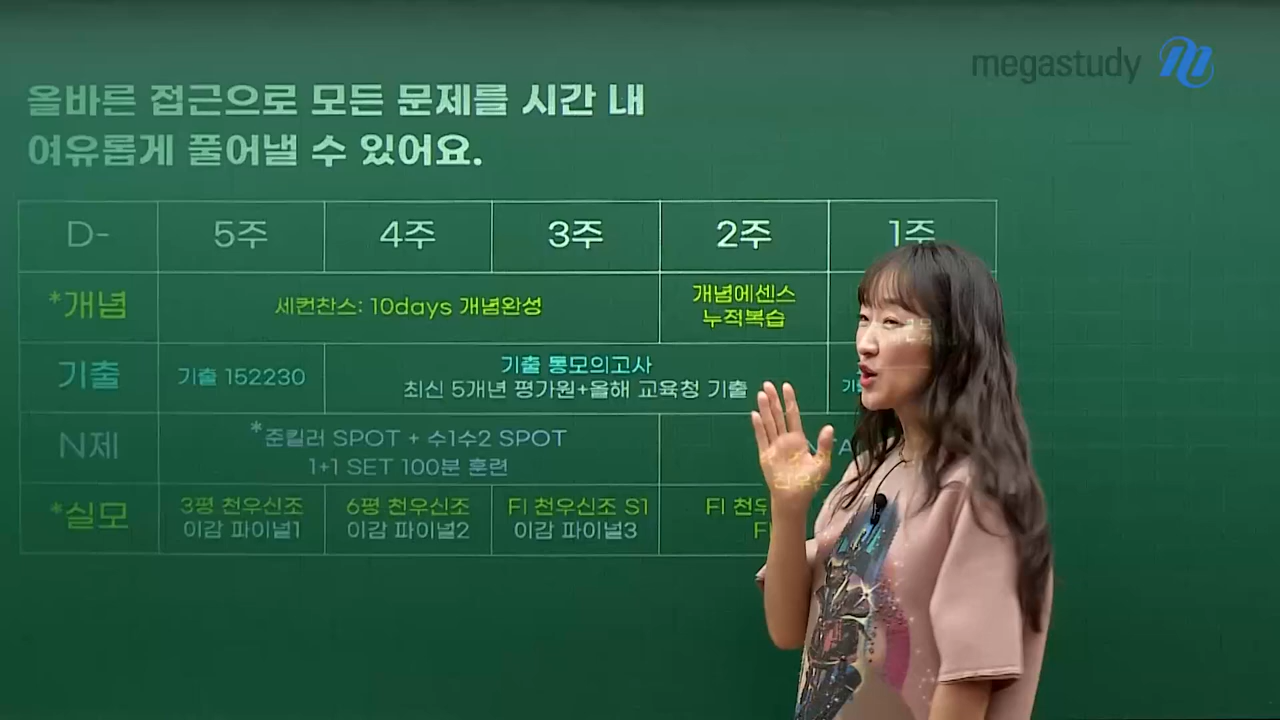 megastudy
올바른 접근으로 모든 문제를 시간 내
여유롭게 풀어낼 수 있어요.
D- 5주 4주 3주 2주 1주
*개념 세컨찬스: 10days 개념완성 개념에센스
누적복습
기출 기출 152230 기출 통모의고사
최신 5개년 평가원+올해 교육청 기출
N제 *준킬러 SPOT + 수1수2 SPOT
1+1 SET 100분 훈련
*실모 3평 천우신조 6평 천우신조 FI 천우신조 S1 FI
이감 파이널1 이감 파이널2 이감 파이널3